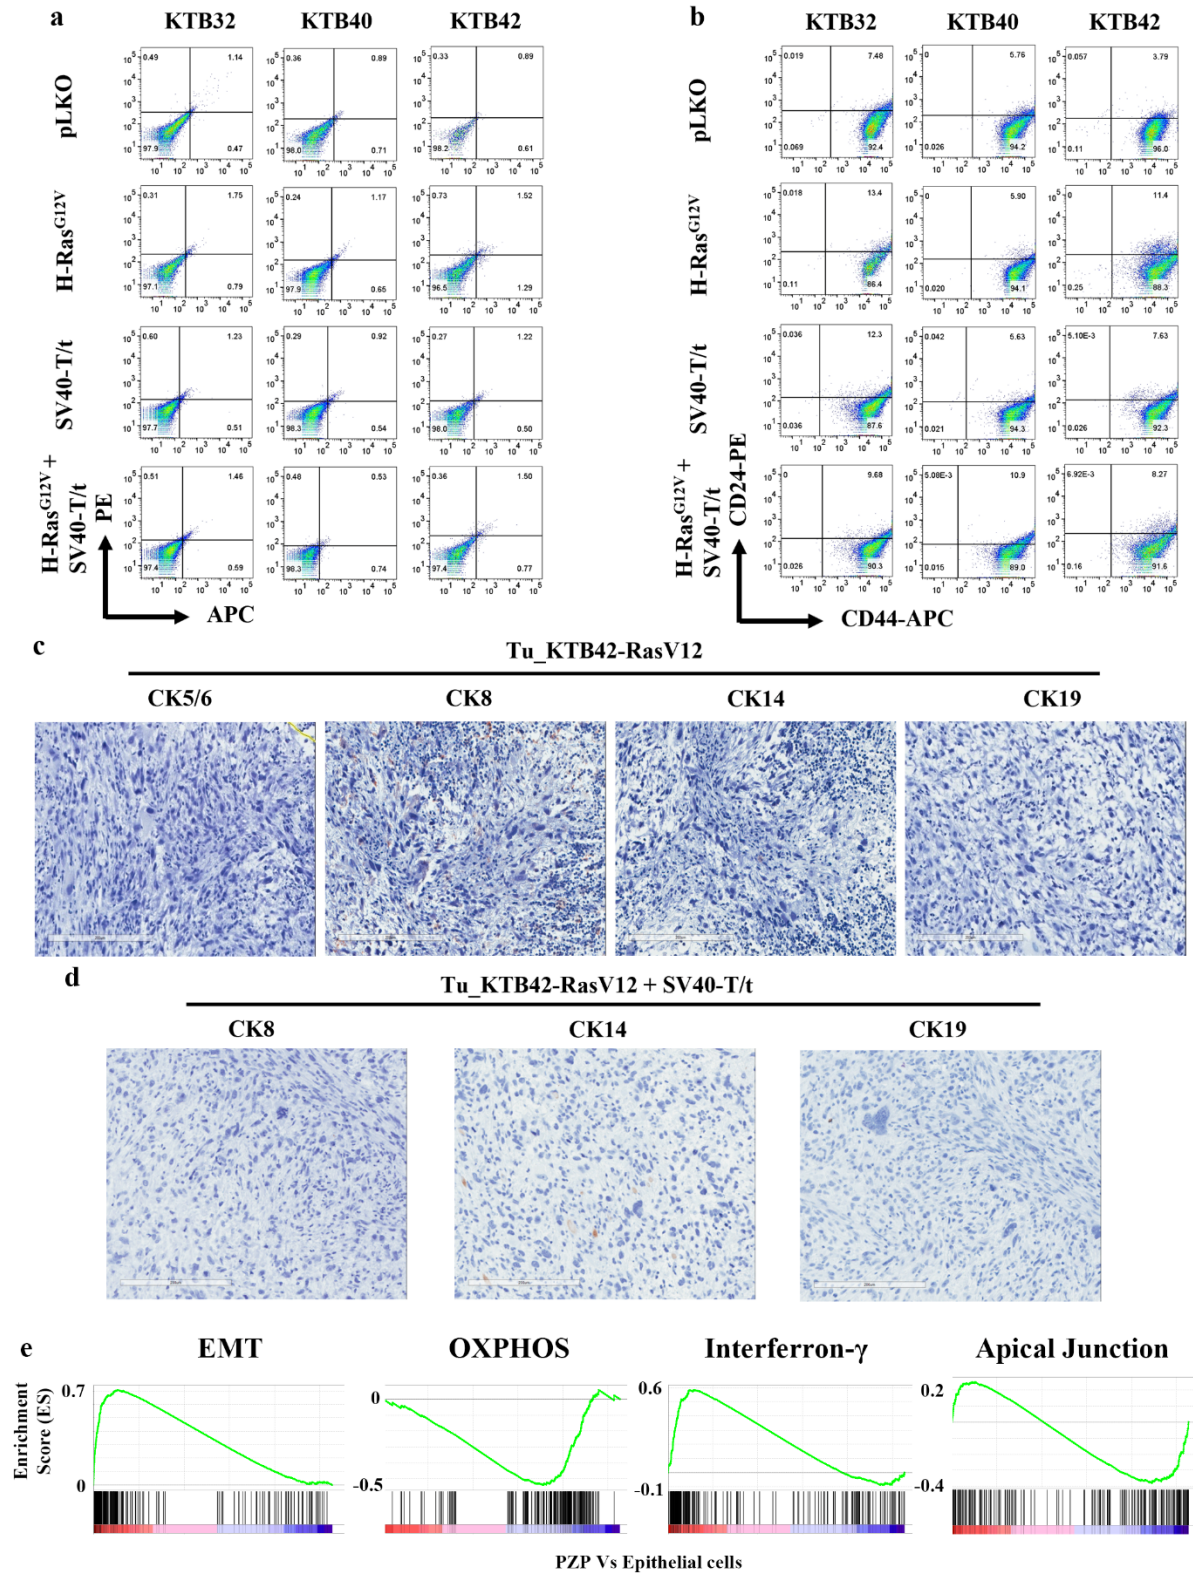 a
KTB32 KTB40 KTB42
b
KTB32 KTB40 KTB42
pLKO
0.49 1.14 97.9 0.47
0.36 0.89 98.0 0.71
0.33 0.89 98.2 0.61
pLKO
0.019 7.48 0.069 92.4
0 5.76 0.026 94.2
0.057 3.79 0.11 96.0
H-Ras^G12V
0.31 1.75 97.1 0.79
0.24 1.17 97.9 0.65
0.73 1.52 96.5 1.29
H-Ras^G12V
0.018 13.4 0.11 86.4
0 5.90 0.020 94.1
0 11.4 0.25 88.3
SV40-T/t
0.60 1.23 97.7 0.51
0.29 0.92 98.3 0.54
0.27 1.22 98.0 0.50
SV40-T/t
0.036 12.3 0.036 87.6
0.042 5.63 0.021 94.3
5.10E-3 7.63 0.026 92.3
H-Ras^G12V +
SV40-T/t
0.51 1.46 97.4 0.59
0.48 0.53 98.3 0.74
0.36 1.50 97.4 0.77
PE
APC
H-Ras^G12V +
SV40-T/t
0 9.68 0.026 90.3
5.08E-3 10.9 0.015 89.0
6.92E-3 8.27 0.16 91.6
CD24-PE
CD44-APC
c
Tu_KTB42-RasV12
CK5/6 CK8 CK14 CK19
d
Tu_KTB42-RasV12 + SV40-T/t
CK8 CK14 CK19
e
EMT OXPHOS Interferron-γ Apical Junction
Enrichment
Score (ES)
0.7
0
0
-0.5
0.6
-0.1
0.2
-0.4
PZP Vs Epithelial cells